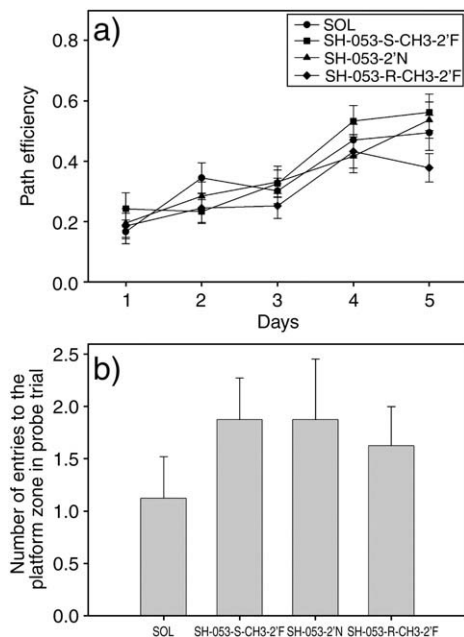 a)
SOL
SH-053-S-CH3-2'F
SH-053-2'N
SH-053-R-CH3-2'F
Path efficiency
0.8
0.6
0.4
0.2
0.0
1 2 3 4 5
Days
b)
Number of entries to the
platform zone in probe trial
2.5
2.0
1.5
1.0
0.5
0.0
SOL SH-053-S-CH3-2'F SH-053-2'N SH-053-R-CH3-2'F